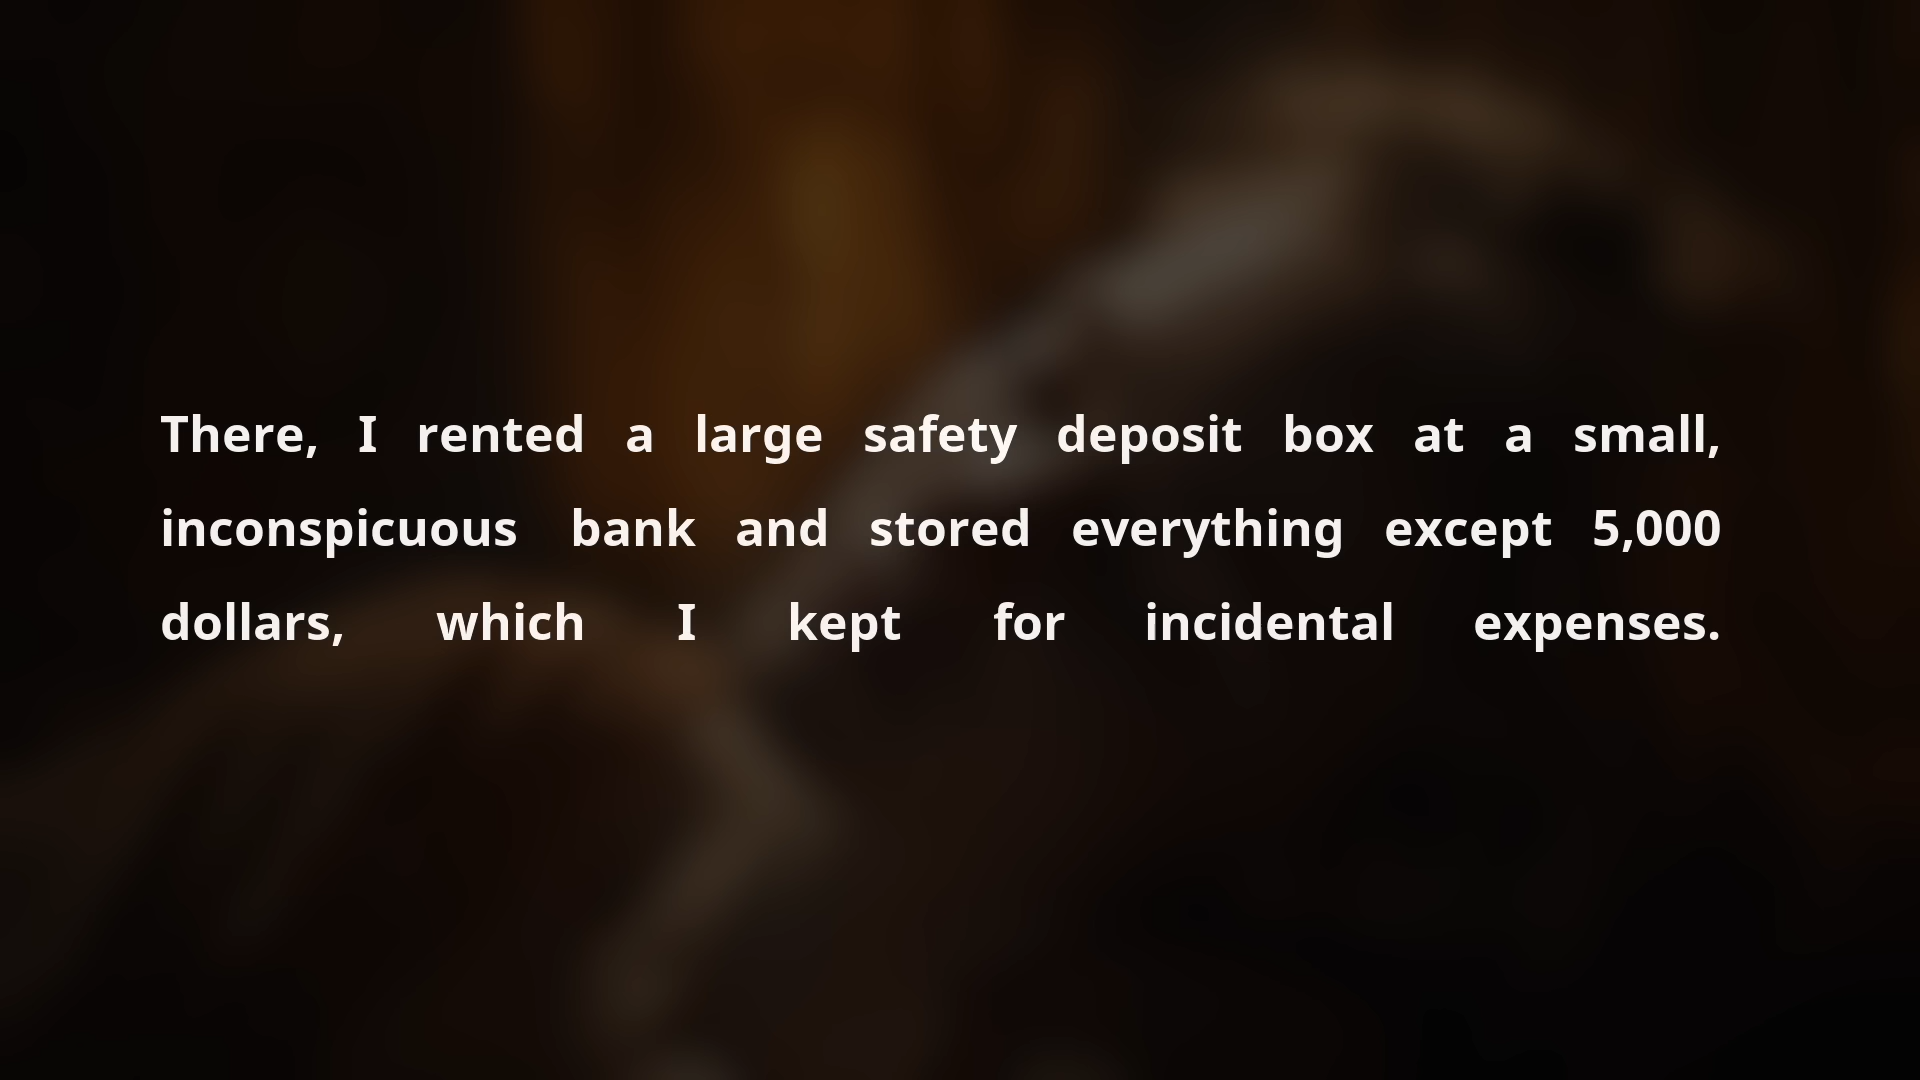 There, I rented a large safety deposit box at a small,
inconspicuous bank and stored everything except 5,000
dollars, which I kept for incidental expenses.